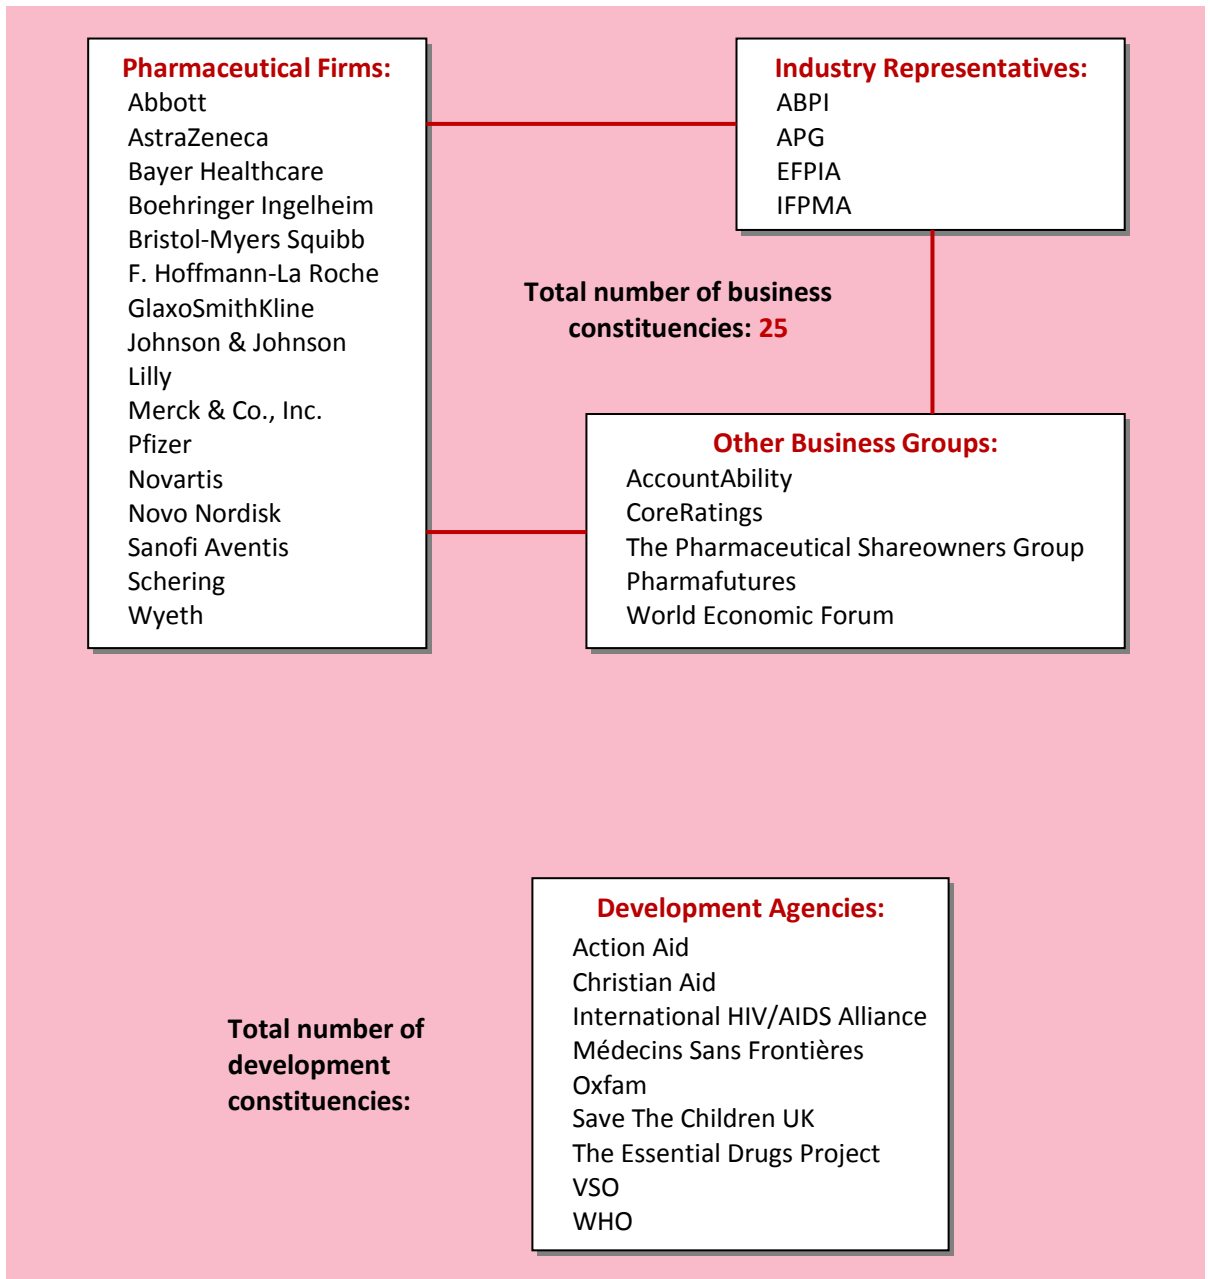 Pharmaceutical Firms:
Abbott
AstraZeneca
Bayer Healthcare
Boehringer Ingelheim
Bristol-Myers Squibb
F. Hoffmann-La Roche
GlaxoSmithKline
Johnson & Johnson
Lilly
Merck & Co., Inc.
Pfizer
Novartis
Novo Nordisk
Sanofi Aventis
Schering
Wyeth
Industry Representatives:
ABPI
APG
EFPIA
IFPMA
Total number of business
constituencies: 25
Other Business Groups:
AccountAbility
CoreRatings
The Pharmaceutical Shareowners Group
Pharmafutures
World Economic Forum
Total number of
development
constituencies:
Development Agencies:
Action Aid
Christian Aid
International HIV/AIDS Alliance
Médecins Sans Frontières
Oxfam
Save The Children UK
The Essential Drugs Project
VSO
WHO